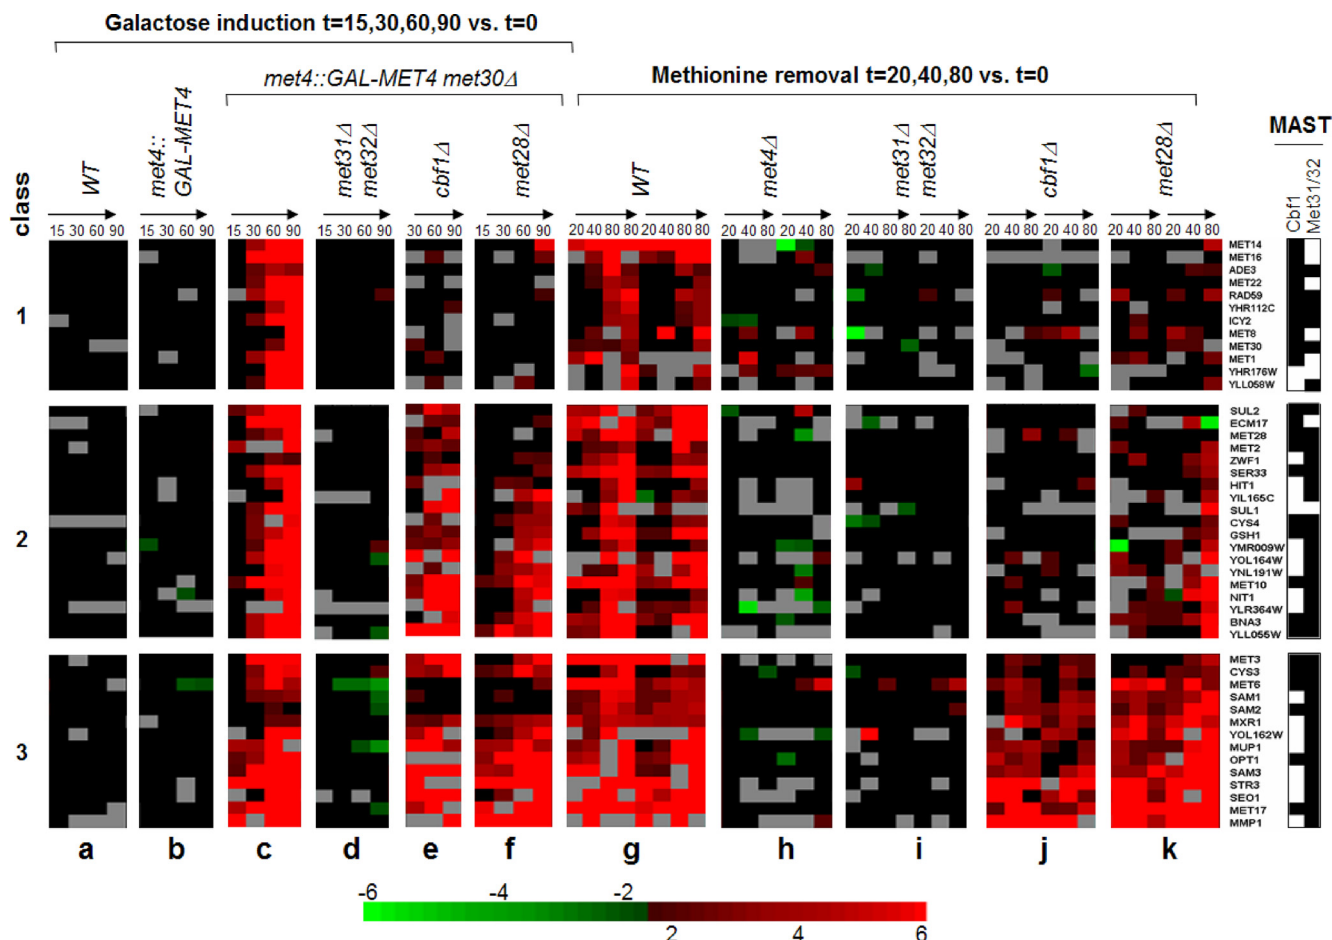 Galactose induction t=15,30,60,90 vs. t=0
met4::GAL-MET4 met30Δ
Methionine removal t=20,40,80 vs. t=0
MAST
class
WT
met4::
GAL-MET4
met31Δ
met32Δ
cbf1Δ
met28Δ
WT
met4Δ
met31Δ
met32Δ
cbf1Δ
met28Δ
Cbf1
Met31/32
15 30 60 90
15 30 60 90
15 30 60 90
15 30 60 90
30 60 90
15 30 60 90
20 40 80 80 20 40 60 80
20 40 80 20 40 80
20 40 80 20 40 80
20 40 80 20 40 80
20 40 80 20 40 80
1
MET14
MET16
ADE3
MET22
RAD59
YHR112C
ICY2
MET8
MET30
MET1
YHR176W
YLL058W
2
SUL2
ECM17
MET28
MET2
ZWF1
SER33
HIT1
YIL165C
SUL1
CYS4
GSH1
YMR009W
YOL164W
YNL191W
MET10
NIT1
YLR364W
BNA3
YLL055W
3
MET3
CYS3
MET6
SAM1
SAM2
MXR1
YOL162W
MUP1
OPT1
SAM3
STR3
SEO1
MET17
MMP1
a b c d e f g h i j k
-6 -4 -2
2 4 6